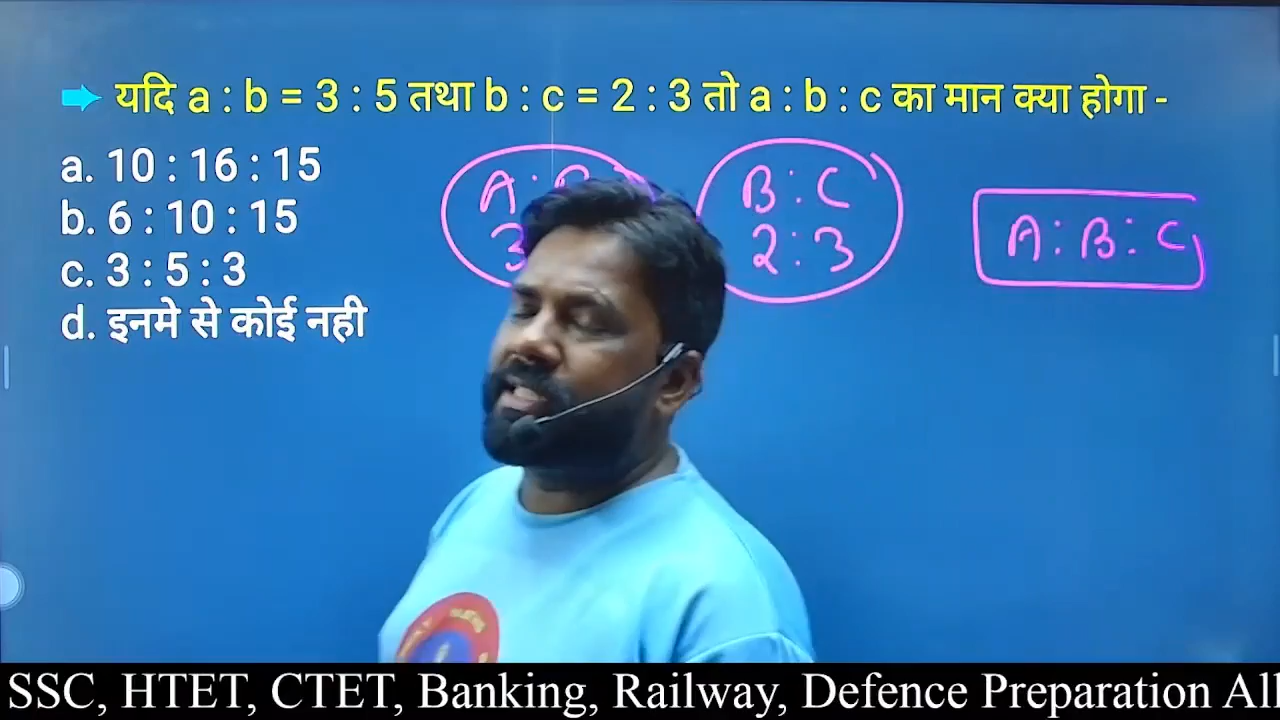 यदि a : b = 3 : 5 तथा b : c = 2 : 3 तो a : b : c का मान क्या होगा -
a. 10 : 16 : 15
b. 6 : 10 : 15
c. 3 : 5 : 3
d. इनमे से कोई नही
A : B
3
B : C
2 : 3
A : B : C
SSC, HTET, CTET, Banking, Railway, Defence Preparation All